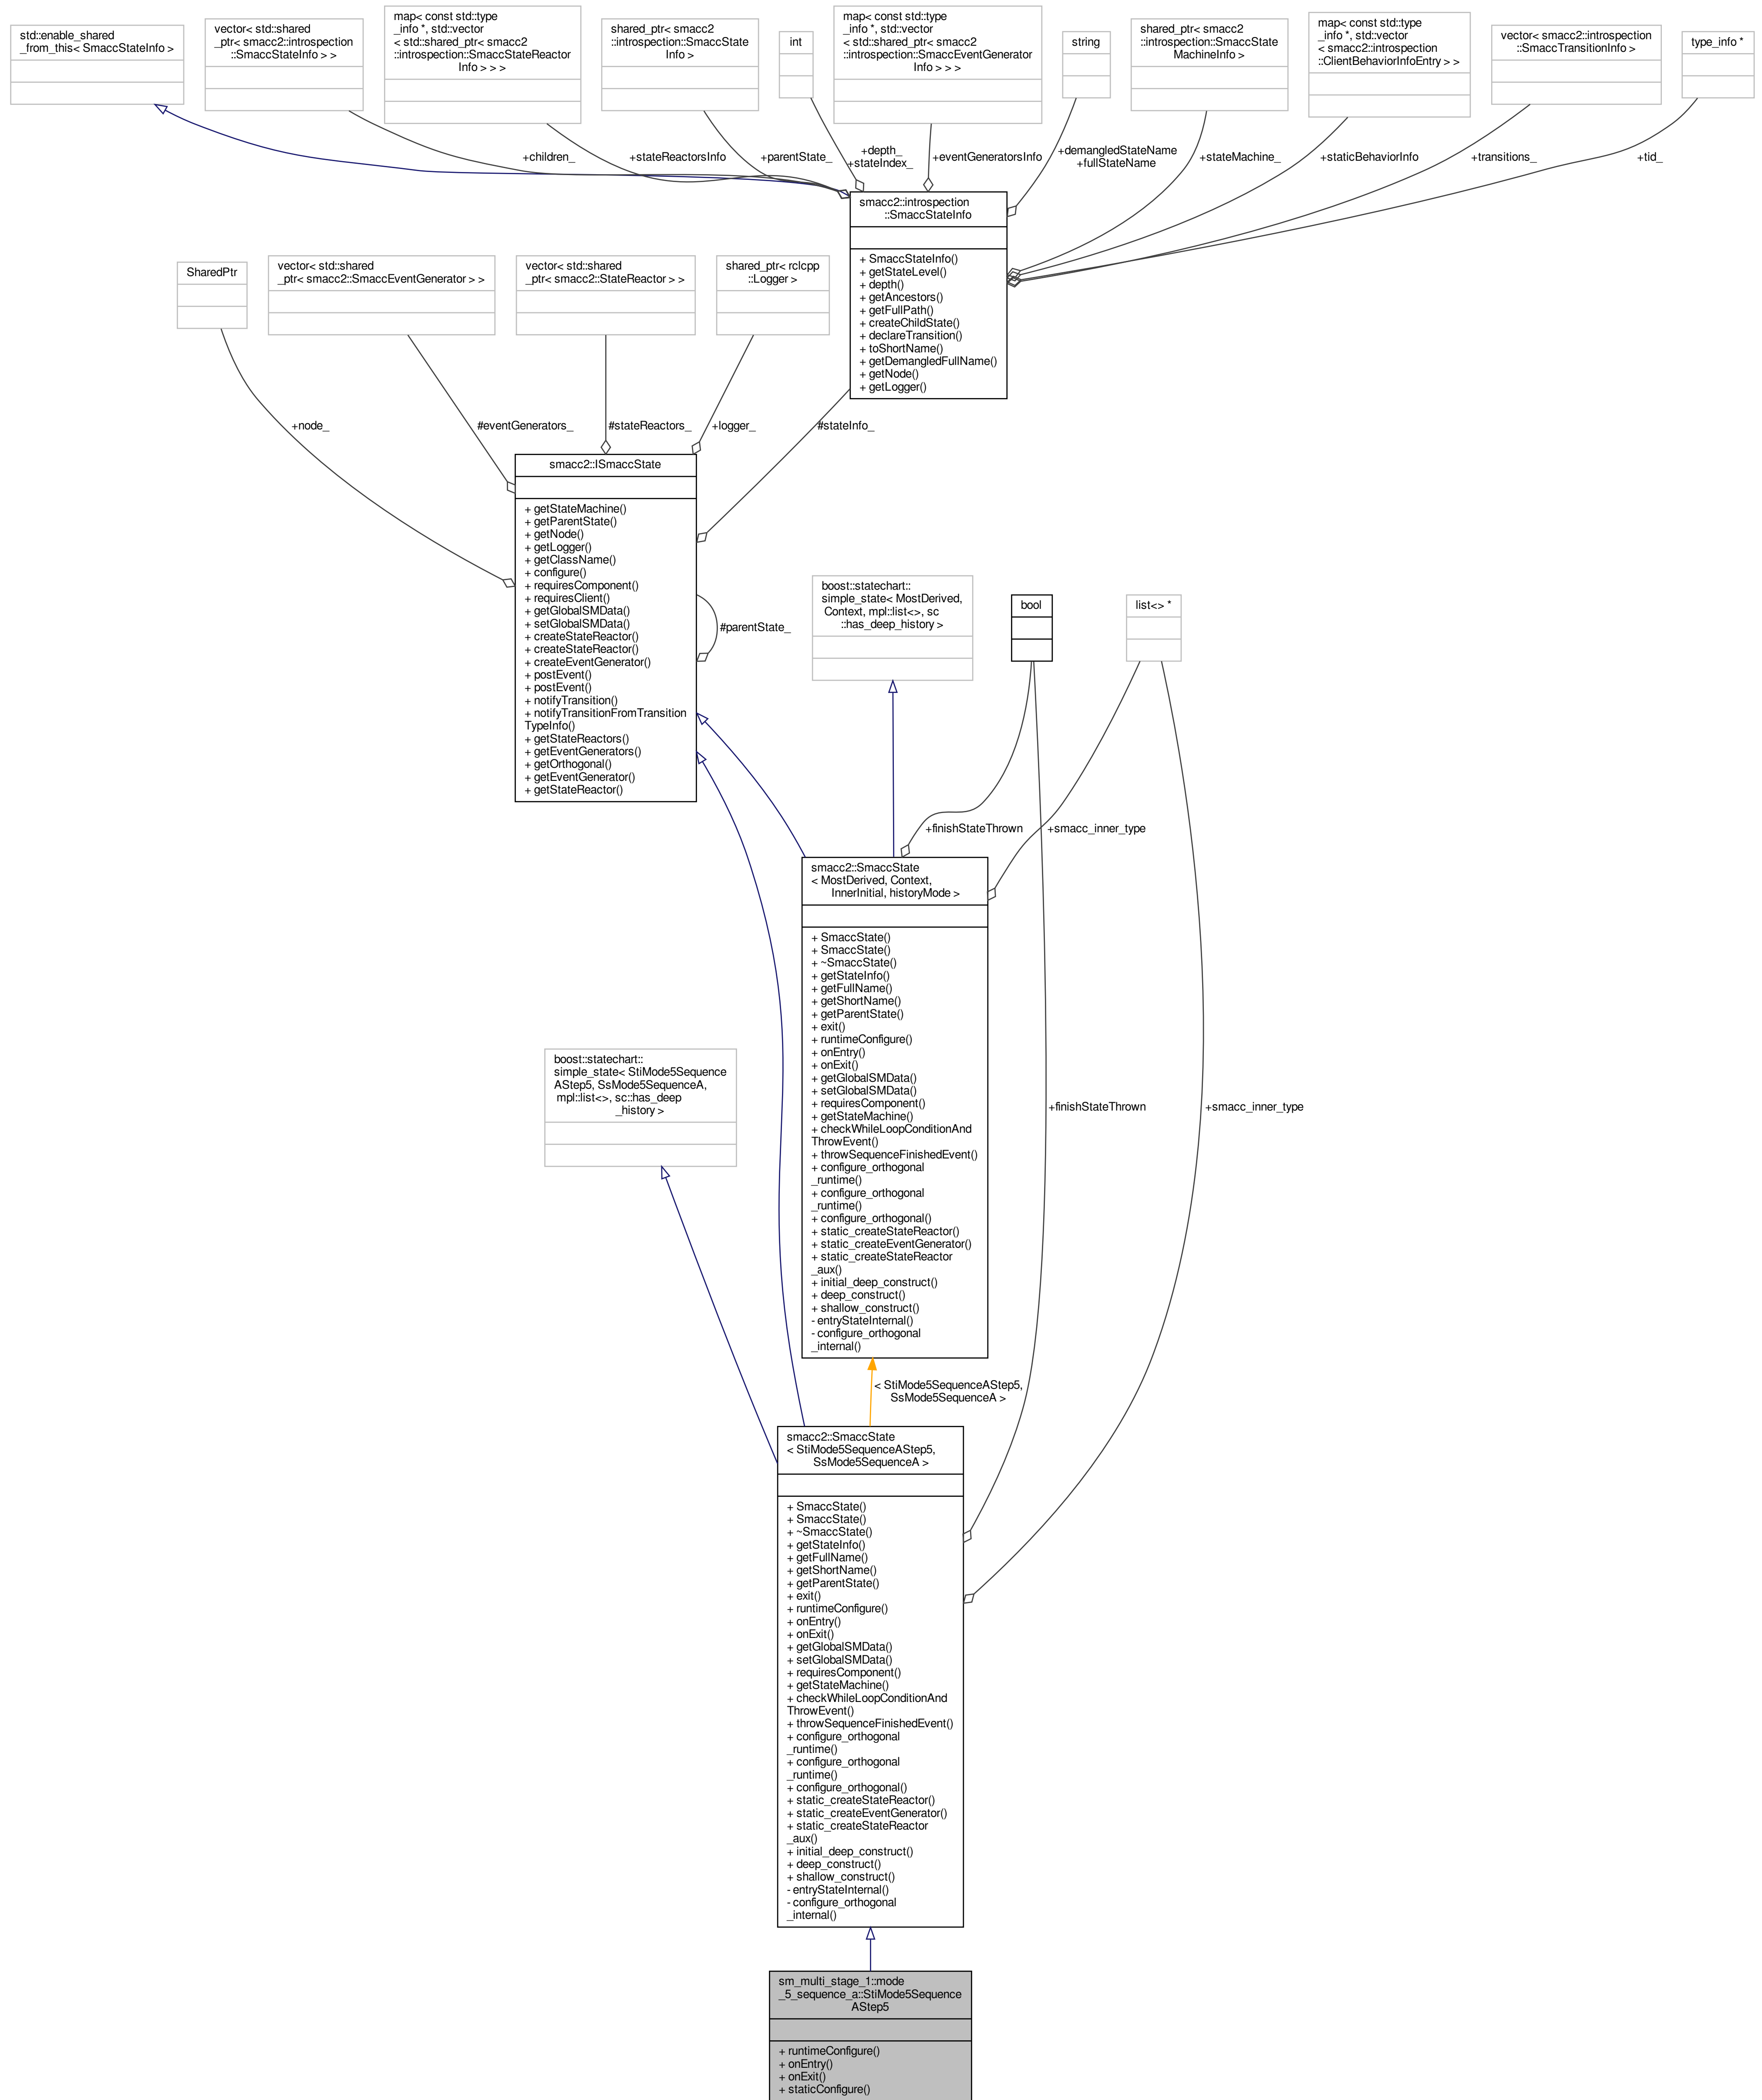 std::enable_shared
_from_this< SmaccStateInfo >
vector< std::shared
_ptr< smacc2::introspection
::SmaccStateInfo > >
map< const std::type
_info *, std::vector
< std::shared_ptr< smacc2
::introspection::SmaccStateReactor
Info > > >
shared_ptr< smacc2
::introspection::SmaccState
Info >
int
map< const std::type
_info *, std::vector
< std::shared_ptr< smacc2
::introspection::SmaccEventGenerator
Info > > >
string
shared_ptr< smacc2
::introspection::SmaccState
MachineInfo >
map< const std::type
_info *, std::vector
< smacc2::introspection
::ClientBehaviorInfoEntry > >
vector< smacc2::introspection
::SmaccTransitionInfo >
type_info *
+children_
+stateReactorsInfo
+parentState_
+depth_
+stateIndex_
+eventGeneratorsInfo
+demangledStateName
+fullStateName
+stateMachine_
+staticBehaviorInfo
+transitions_
+tid_
smacc2::introspection
::SmaccStateInfo
+ SmaccStateInfo()
+ getStateLevel()
+ depth()
+ getAncestors()
+ getFullPath()
+ createChildState()
+ declareTransition()
+ toShortName()
+ getDemangledFullName()
+ getNode()
+ getLogger()
SharedPtr
vector< std::shared
_ptr< smacc2::SmaccEventGenerator > >
vector< std::shared
_ptr< smacc2::StateReactor > >
shared_ptr< rclcpp
::Logger >
+node_
#eventGenerators_
#stateReactors_
+logger_
#stateInfo_
smacc2::ISmaccState
+ getStateMachine()
+ getParentState()
+ getNode()
+ getLogger()
+ getClassName()
+ configure()
+ requiresComponent()
+ requiresClient()
+ getGlobalSMData()
+ setGlobalSMData()
+ createStateReactor()
+ createStateReactor()
+ createEventGenerator()
+ postEvent()
+ postEvent()
+ notifyTransition()
+ notifyTransitionFromTransition
TypeInfo()
+ getStateReactors()
+ getEventGenerators()
+ getOrthogonal()
+ getEventGenerator()
+ getStateReactor()
#parentState_
boost::statechart::
simple_state< MostDerived,
Context, mpl::list<>, sc
::has_deep_history >
bool
list<> *
+finishStateThrown
+smacc_inner_type
smacc2::SmaccState
< MostDerived, Context,
InnerInitial, historyMode >
+ SmaccState()
+ SmaccState()
+ ~SmaccState()
+ getStateInfo()
+ getFullName()
+ getShortName()
+ getParentState()
+ exit()
+ runtimeConfigure()
+ onEntry()
+ onExit()
+ getGlobalSMData()
+ setGlobalSMData()
+ requiresComponent()
+ getStateMachine()
+ checkWhileLoopConditionAnd
ThrowEvent()
+ throwSequenceFinishedEvent()
+ configure_orthogonal
_runtime()
+ configure_orthogonal
_runtime()
+ configure_orthogonal()
+ static_createStateReactor()
+ static_createEventGenerator()
+ static_createStateReactor
_aux()
+ initial_deep_construct()
+ deep_construct()
+ shallow_construct()
- entryStateInternal()
- configure_orthogonal
_internal()
boost::statechart::
simple_state< StiMode5Sequence
AStep5, SsMode5SequenceA,
mpl::list<>, sc::has_deep
_history >
+finishStateThrown
+smacc_inner_type
< StiMode5SequenceAStep5,
SsMode5SequenceA >
smacc2::SmaccState
< StiMode5SequenceAStep5,
SsMode5SequenceA >
+ SmaccState()
+ SmaccState()
+ ~SmaccState()
+ getStateInfo()
+ getFullName()
+ getShortName()
+ getParentState()
+ exit()
+ runtimeConfigure()
+ onEntry()
+ onExit()
+ getGlobalSMData()
+ setGlobalSMData()
+ requiresComponent()
+ getStateMachine()
+ checkWhileLoopConditionAnd
ThrowEvent()
+ throwSequenceFinishedEvent()
+ configure_orthogonal
_runtime()
+ configure_orthogonal
_runtime()
+ configure_orthogonal()
+ static_createStateReactor()
+ static_createEventGenerator()
+ static_createStateReactor
_aux()
+ initial_deep_construct()
+ deep_construct()
+ shallow_construct()
- entryStateInternal()
- configure_orthogonal
_internal()
sm_multi_stage_1::mode
_5_sequence_a::StiMode5Sequence
AStep5
+ runtimeConfigure()
+ onEntry()
+ onExit()
+ staticConfigure()